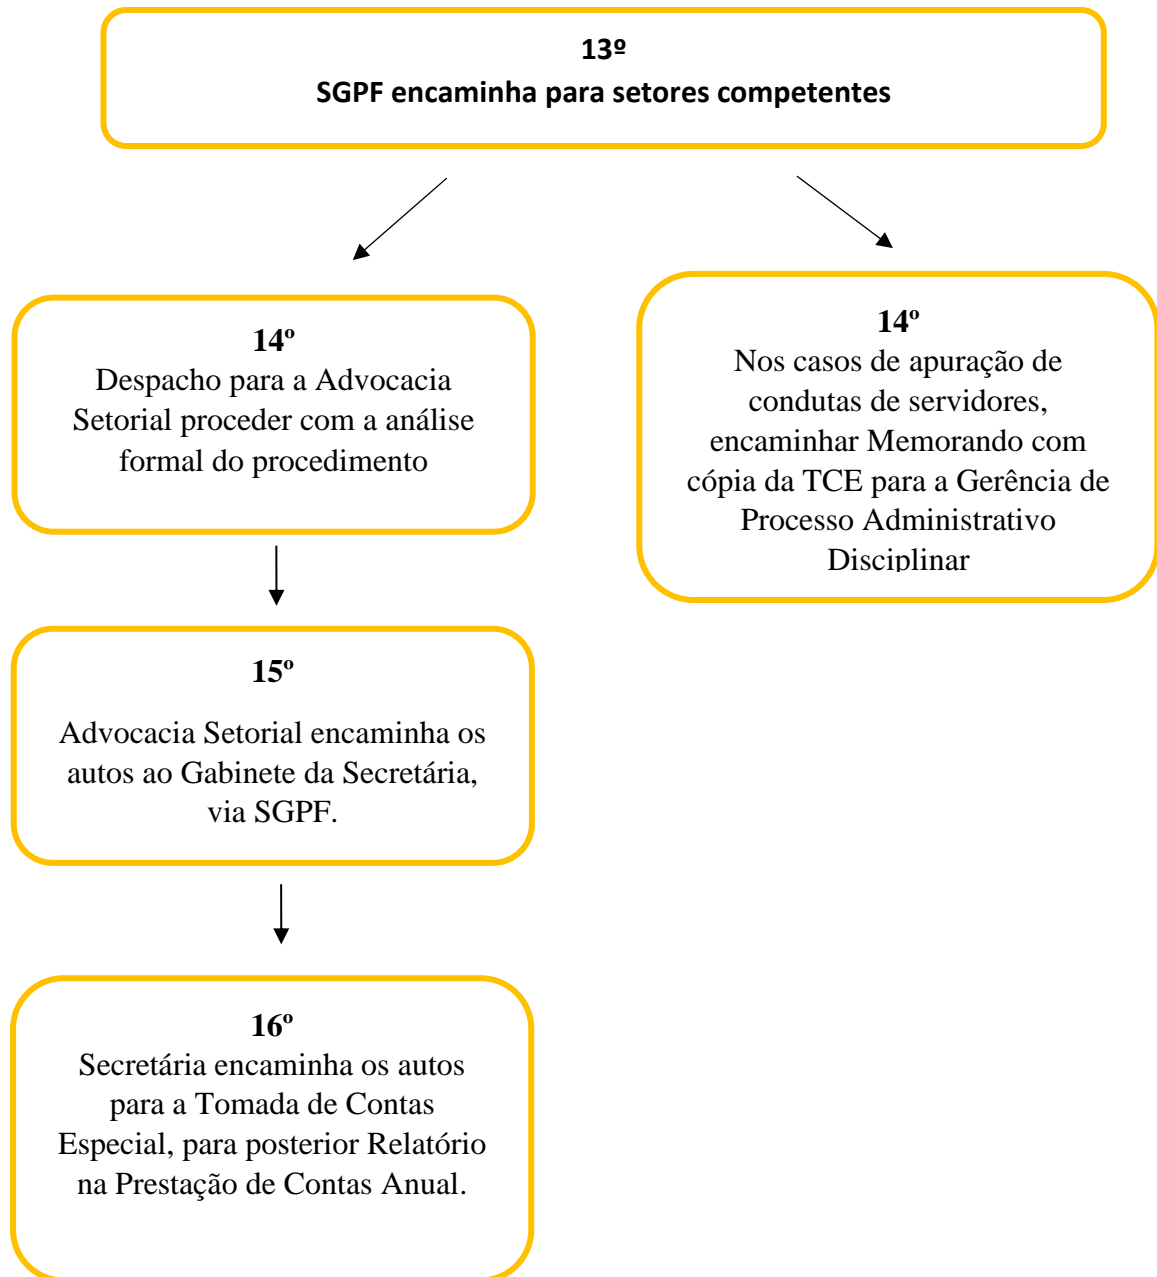 13º
SGPF encaminha para setores competentes
14º
Despacho para a Advocacia
Setorial proceder com a análise
formal do procedimento
14º
Nos casos de apuração de
condutas de servidores,
encaminhar Memorando com
cópia da TCE para a Gerência de
Processo Administrativo
Disciplinar
15º
Advocacia Setorial encaminha os
autos ao Gabinete da Secretária,
via SGPF.
16º
Secretária encaminha os autos
para a Tomada de Contas
Especial, para posterior Relatório
na Prestação de Contas Anual.